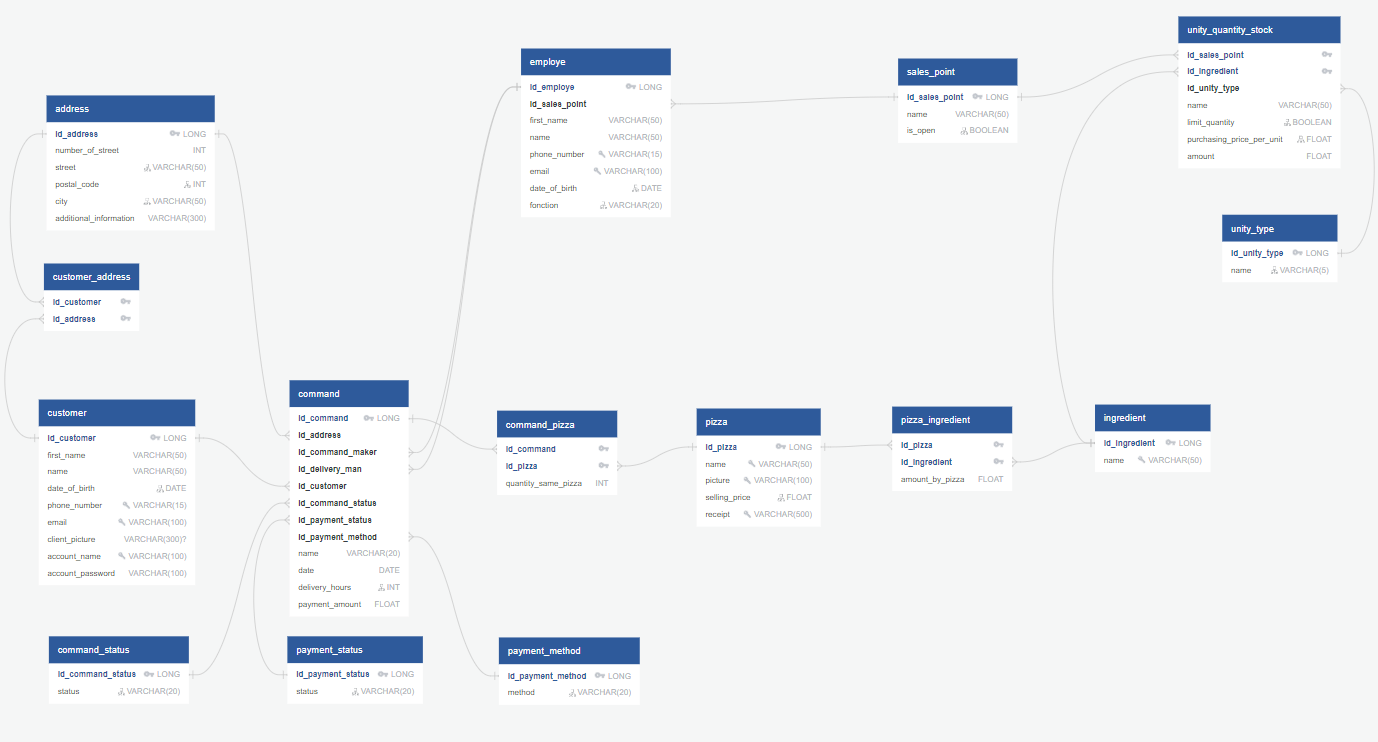 address
id_address LONG
number_of_street INT
street VARCHAR(50)
postal_code INT
city VARCHAR(50)
additional_information VARCHAR(300)
customer_address
id_customer
id_address
customer
id_customer LONG
first_name VARCHAR(50)
name VARCHAR(50)
date_of_birth DATE
phone_number VARCHAR(15)
email VARCHAR(100)
client_picture VARCHAR(300)?
account_name VARCHAR(100)
account_password VARCHAR(100)
command_status
id_command_status LONG
status VARCHAR(20)
command
id_command LONG
id_address
id_command_maker
id_delivery_man
id_customer
id_command_status
id_payment_status
id_payment_method
name VARCHAR(20)
date DATE
delivery_hours INT
payment_amount FLOAT
payment_status
id_payment_status LONG
status VARCHAR(20)
employe
id_employe LONG
id_sales_point
first_name VARCHAR(50)
name VARCHAR(50)
phone_number VARCHAR(15)
email VARCHAR(100)
date_of_birth DATE
fonction VARCHAR(20)
command_pizza
id_command
id_pizza
quantity_same_pizza INT
payment_method
id_payment_method LONG
method VARCHAR(20)
pizza
id_pizza LONG
name VARCHAR(50)
picture VARCHAR(100)
selling_price FLOAT
receipt VARCHAR(500)
sales_point
id_sales_point LONG
name VARCHAR(50)
is_open BOOLEAN
pizza_ingredient
id_pizza
id_ingredient
amount_by_pizza FLOAT
unity_quantity_stock
id_sales_point
id_ingredient
id_unity_type
name VARCHAR(50)
limit_quantity BOOLEAN
purchasing_price_per_unit FLOAT
amount FLOAT
unity_type
id_unity_type LONG
name VARCHAR(5)
ingredient
id_ingredient LONG
name VARCHAR(50)